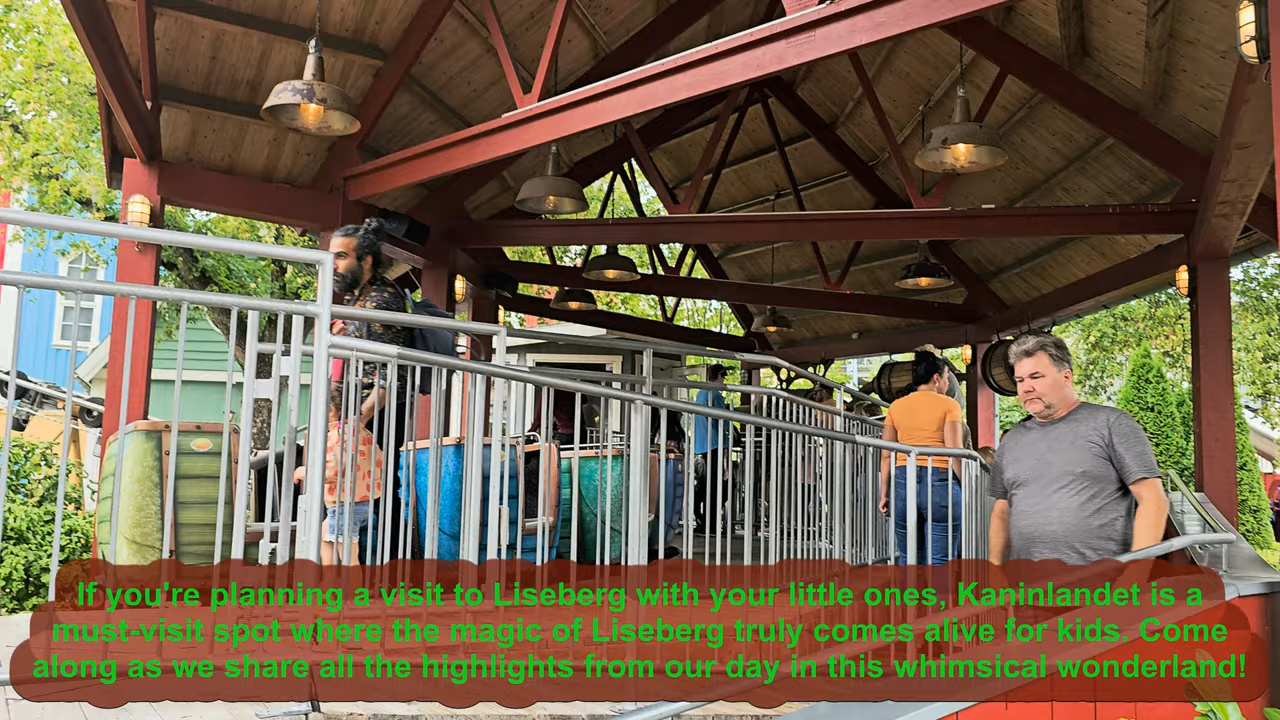 If you're planning a visit to Liseberg with your little ones, Kaninlandet is a
must-visit spot where the magic of Liseberg truly comes alive for kids. Come
along as we share all the highlights from our day in this whimsical wonderland!